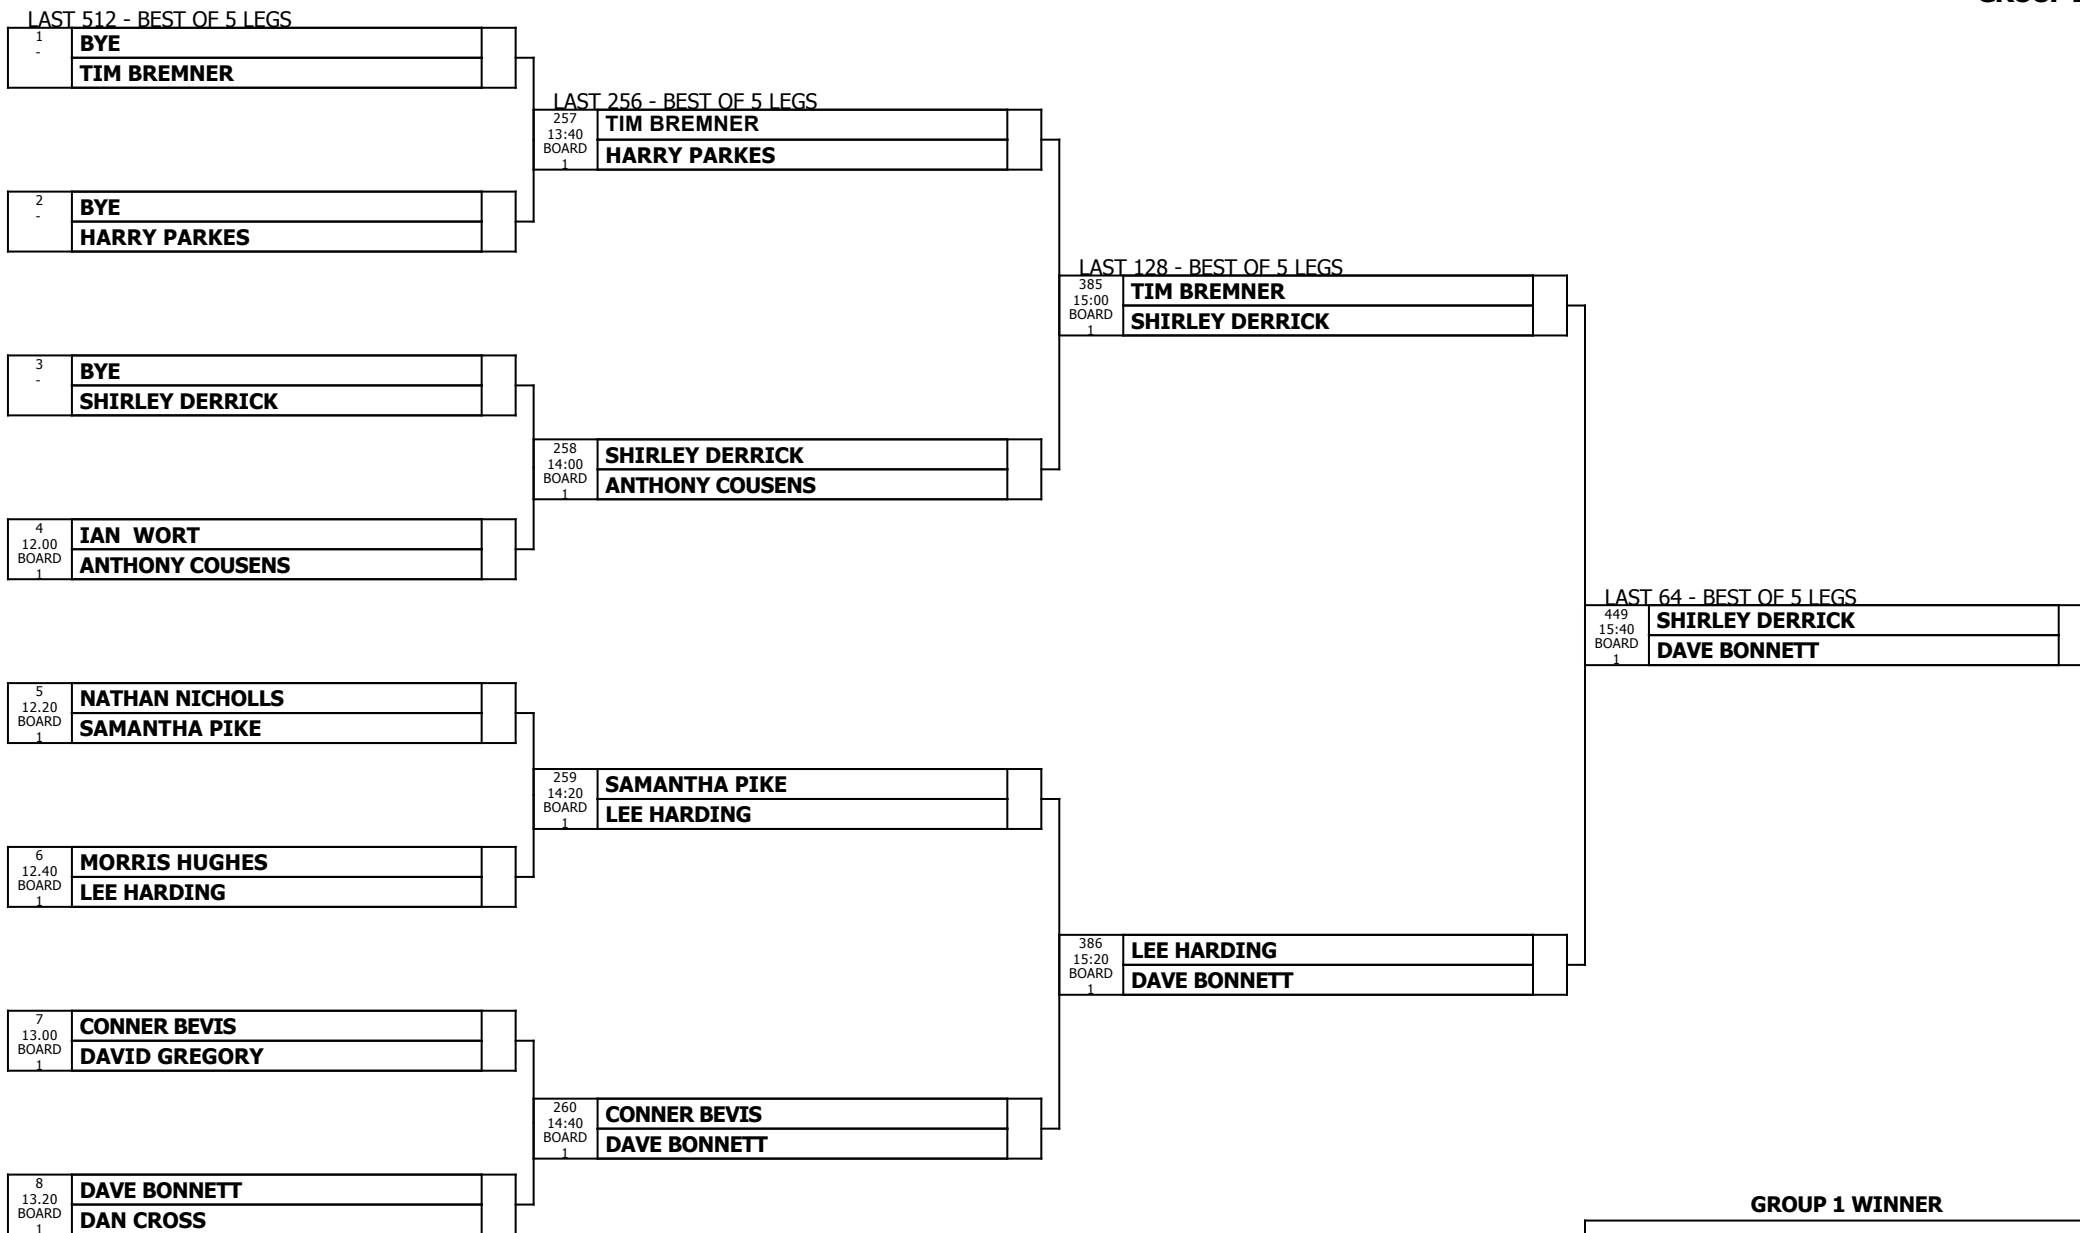 GROUP 1
LAST 512 - BEST OF 5 LEGS
1
-
BYE
TIM BREMNER
2
-
BYE
HARRY PARKES
3
-
BYE
SHIRLEY DERRICK
4
12.00
BOARD
1
IAN  WORT
ANTHONY COUSENS
5
12.20
BOARD
1
NATHAN NICHOLLS
SAMANTHA PIKE
6
12.40
BOARD
1
MORRIS HUGHES
LEE HARDING
7
13.00
BOARD
1
CONNER BEVIS
DAVID GREGORY
8
13.20
BOARD
1
DAVE BONNETT
DAN CROSS
LAST 256 - BEST OF 5 LEGS
257
13:40
BOARD
1
TIM BREMNER
HARRY PARKES
258
14:00
BOARD
1
SHIRLEY DERRICK
ANTHONY COUSENS
259
14:20
BOARD
1
SAMANTHA PIKE
LEE HARDING
260
14:40
BOARD
1
CONNER BEVIS
DAVE BONNETT
LAST 128 - BEST OF 5 LEGS
385
15:00
BOARD
1
TIM BREMNER
SHIRLEY DERRICK
386
15:20
BOARD
1
LEE HARDING
DAVE BONNETT
LAST 64 - BEST OF 5 LEGS
449
15:40
BOARD
1
SHIRLEY DERRICK
DAVE BONNETT
GROUP 1 WINNER